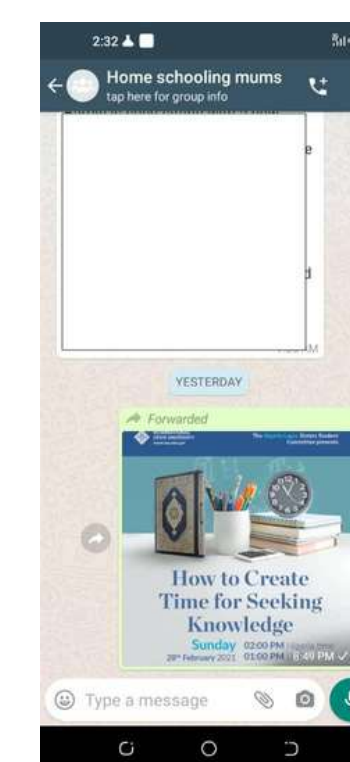 2:32
Home schooling mums
tap here for group info
YESTERDAY
Forwarded
How to Create
Time for Seeking
Knowledge
Sunday 02:00 PM
28th February 2021 01:00 PM
8:49 PM
Type a message